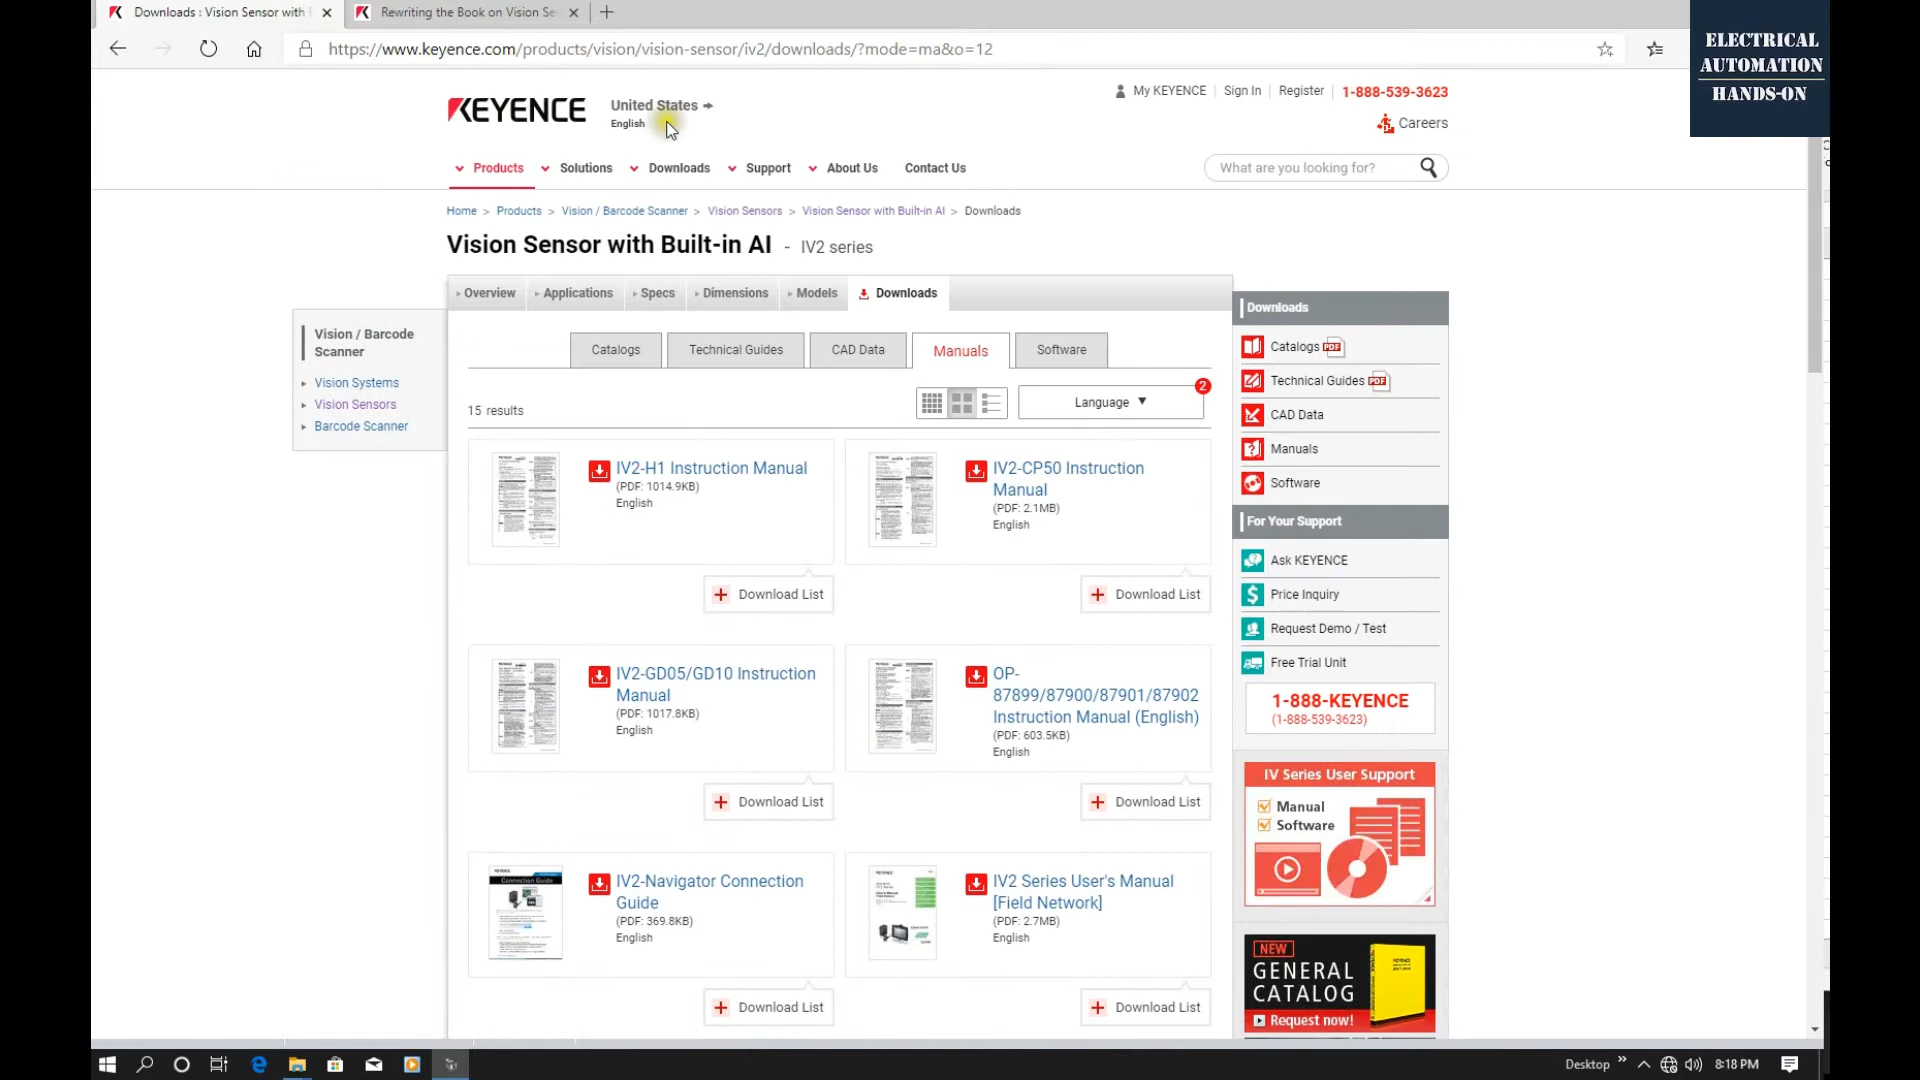 Downloads : Vision Sensor with
Rewriting the Book on Vision Se
https://www.keyence.com/products/vision/vision-sensor/iv2/downloads/?mode=ma&o=12
ELECTRICAL
AUTOMATION
HANDS-ON
KEYENCE
United States
English
My KEYENCE
Sign In
Register
1-888-539-3623
Careers
Products
Solutions
Downloads
Support
About Us
Contact Us
What are you looking for?
Home > Products > Vision / Barcode Scanner > Vision Sensors > Vision Sensor with Built-in AI > Downloads
Vision Sensor with Built-in AI - IV2 series
Overview
Applications
Specs
Dimensions
Models
Downloads
Vision / Barcode
Scanner
Vision Systems
Vision Sensors
Barcode Scanner
Catalogs
Technical Guides
CAD Data
Manuals
Software
15 results
Language ▼
2
IV2-H1 Instruction Manual
(PDF: 1014.9KB)
English
+ Download List
IV2-CP50 Instruction
Manual
(PDF: 2.1MB)
English
+ Download List
IV2-GD05/GD10 Instruction
Manual
(PDF: 1017.8KB)
English
+ Download List
OP-
87899/87900/87901/87902
Instruction Manual (English)
(PDF: 603.5KB)
English
+ Download List
Connection Guide
IV2-Navigator Connection
Guide
(PDF: 369.8KB)
English
+ Download List
IV2 Series User's Manual
[Field Network]
(PDF: 2.7MB)
English
+ Download List
Downloads
Catalogs PDF
Technical Guides PDF
CAD Data
Manuals
Software
For Your Support
Ask KEYENCE
Price Inquiry
Request Demo / Test
Free Trial Unit
1-888-KEYENCE
(1-888-539-3623)
IV Series User Support
Manual
Software
NEW
GENERAL
CATALOG
Request now!
Desktop
8:18 PM